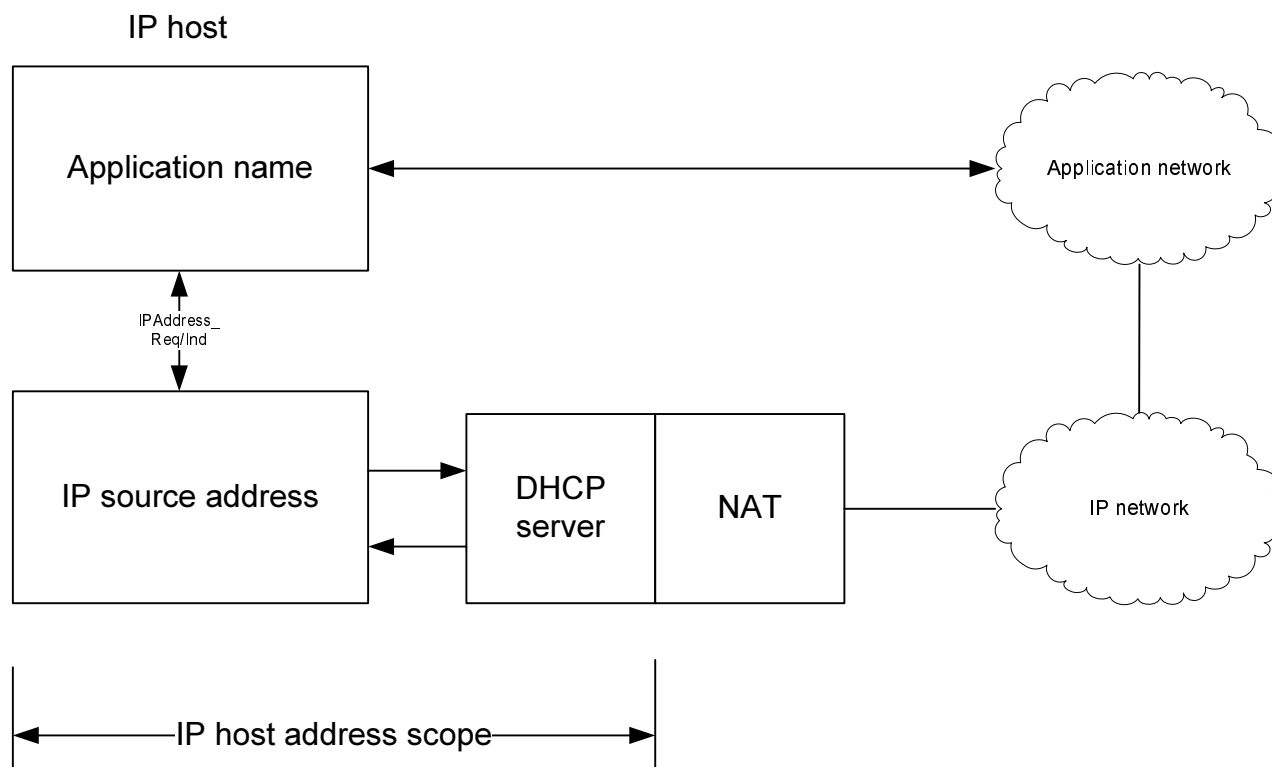 IP host
Application name
Application network
IPAddress_
Req/Ind
IP source address
DHCP
server
NAT
IP network
IP host address scope